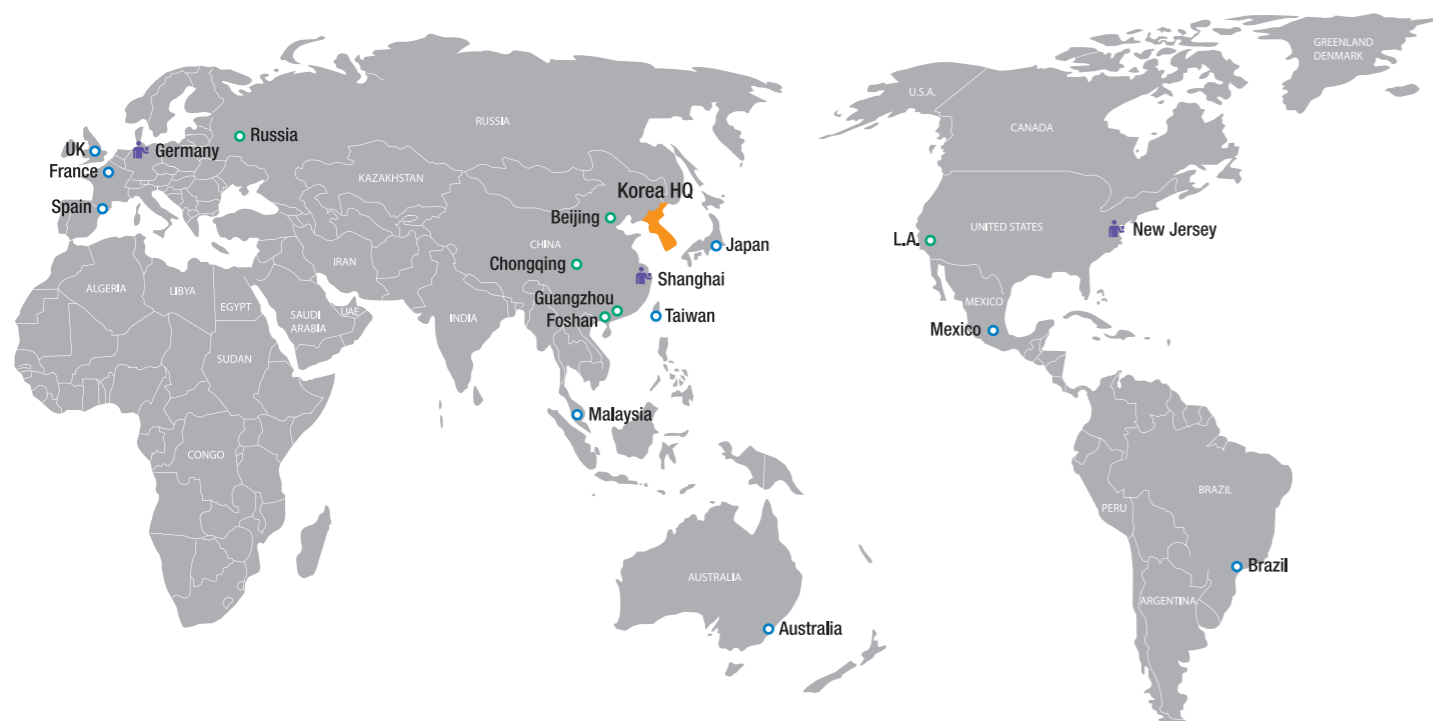 GREENLAND
DENMARK
U.S.A.
CANADA
RUSSIA
Russia
UK
Germany
France
KAZAKHSTAN
Korea HQ
Spain
Beijing
UNITED STATES
New Jersey
L.A.
CHINA
Japan
IRAN
Chongqing
Shanghai
ALGERIA
LIBYA
EGYPT
SAUDI
ARABIA
UAE
INDIA
Guangzhou
Foshan
Taiwan
MEXICO
Mexico
SUDAN
Malaysia
CONGO
BRAZIL
PERU
Brazil
AUSTRALIA
ARGENTINA
Australia